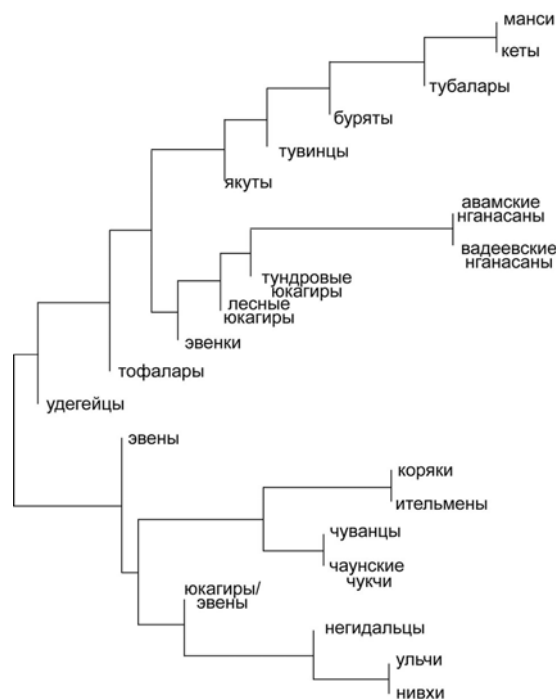 манси
кеты
тубалары
буряты
тувинцы
якуты
авамские
нганасаны
вадеевские
нганасаны
тундровые
юкагиры
лесные
юкагиры
эвенки
тофалары
удегейцы
эвены
коряки
ительмены
чуванцы
чаунские
чукчи
юкагиры/
эвены
негидальцы
ульчи
нивхи